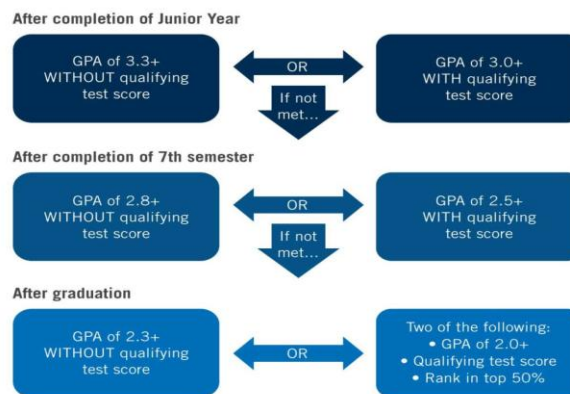 After completion of Junior Year
GPA of 3.3+
WITHOUT qualifying
test score
OR
GPA of 3.0+
WITH qualifying
test score
If not
met...
After completion of 7th semester
GPA of 2.8+
WITHOUT qualifying
test score
OR
GPA of 2.5+
WITH qualifying
test score
If not
met...
After graduation
GPA of 2.3+
WITHOUT qualifying
test score
OR
Two of the following:
• GPA of 2.0+
• Qualifying test score
• Rank in top 50%